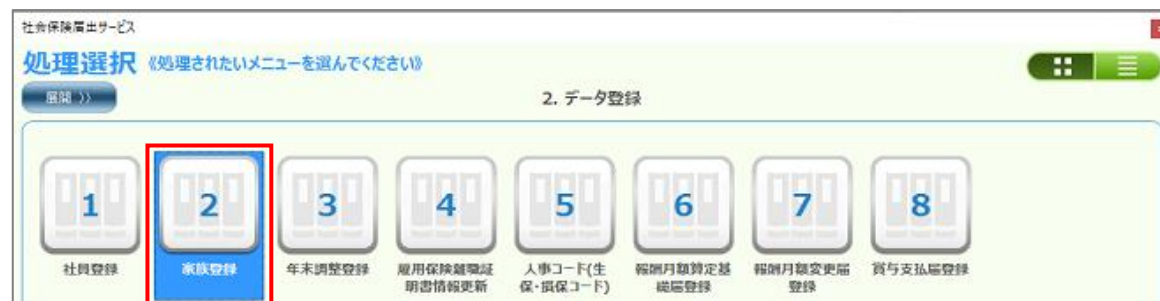 社会保険届出サービス
処理選択 《処理されたいメニューを選んでください》
展開 》
2. データ登録
1 2 3 4 5 6 7 8
社員登録 家族登録 年末調整登録 雇用保険離職証 人事コード(生 報酬月額算定基 報酬月額変更届 賞与支払届登録
明書情報更新 保・損保コード) 礎届登録 登録